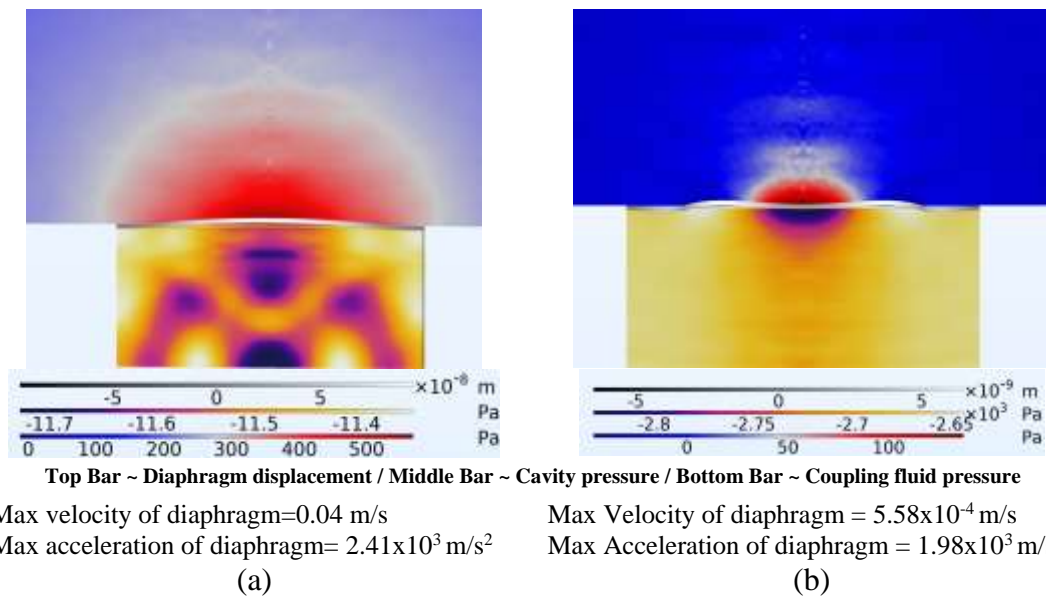 -5 0 5 ×10⁻⁸ m
-11.7 -11.6 -11.5 -11.4 Pa
0 100 200 300 400 500 Pa
-5 0 5 ×10⁻⁹ m
-2.8 -2.75 -2.7 -2.65 ×10³ Pa
0 50 100 Pa
Top Bar ~ Diaphragm displacement / Middle Bar ~ Cavity pressure / Bottom Bar ~ Coupling fluid pressure
Max velocity of diaphragm=0.04 m/s
Max acceleration of diaphragm= 2.41x10³ m/s²
(a)
Max Velocity of diaphragm = 5.58x10⁻⁴ m/s
Max Acceleration of diaphragm = 1.98x10³ m/
(b)